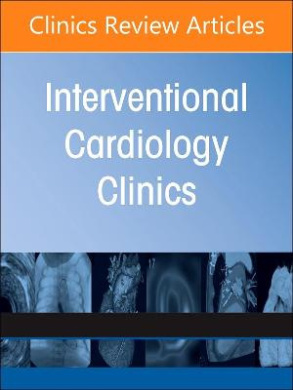 Clinics Review Articles
Interventional
Cardiology
Clinics